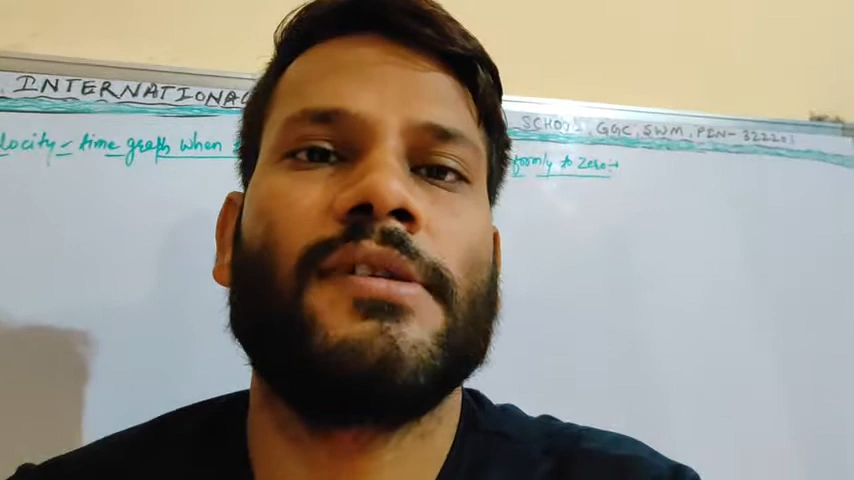 INTERNATIONAL SCHOOL, GGC, SWM, PIN- 322201
locity - time graph when formly to zero:→